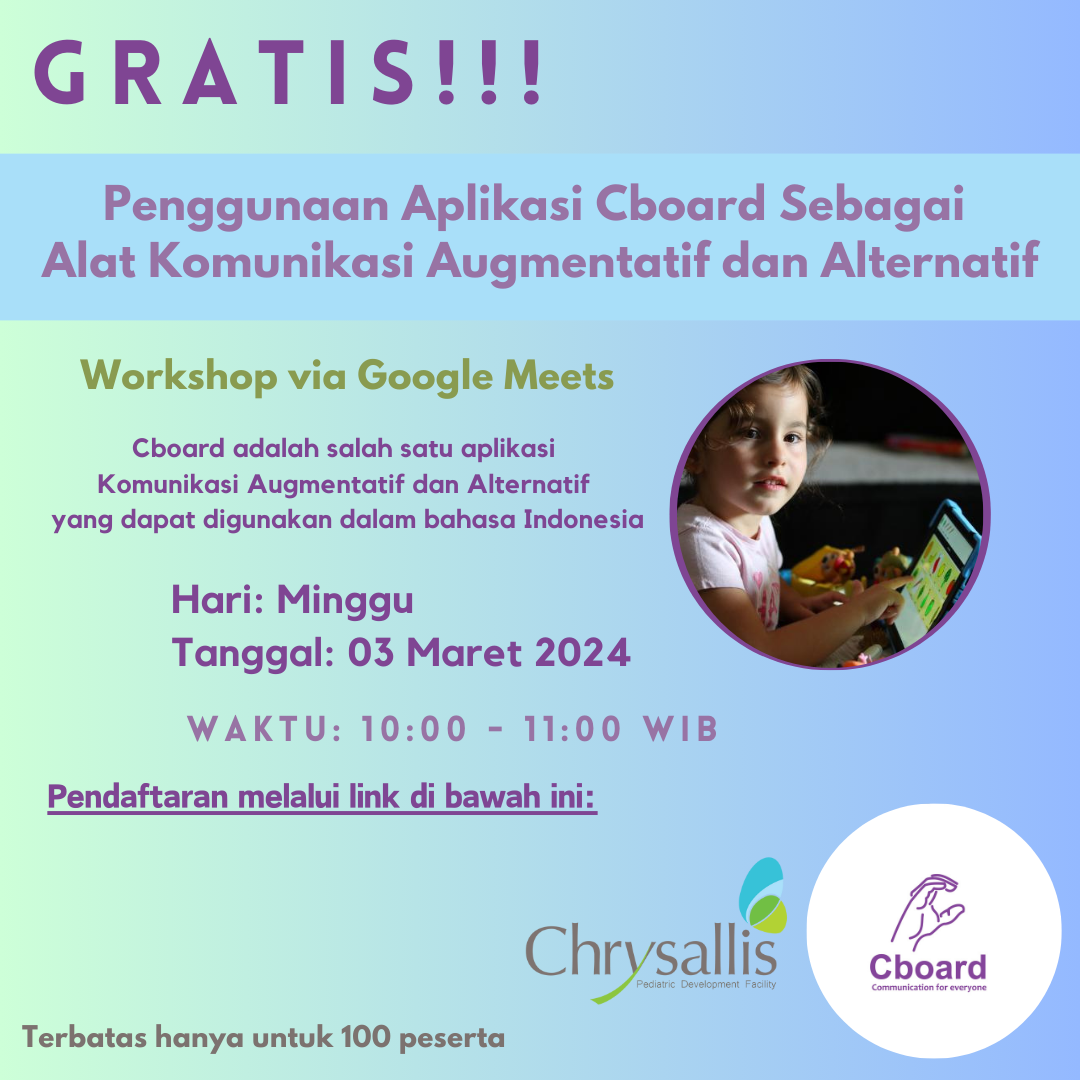 GRATIS!!!
Penggunaan Aplikasi Cboard Sebagai
Alat Komunikasi Augmentatif dan Alternatif
Workshop via Google Meets
Cboard adalah salah satu aplikasi
Komunikasi Augmentatif dan Alternatif
yang dapat digunakan dalam bahasa Indonesia
Hari: Minggu
Tanggal: 03 Maret 2024
WAKTU: 10:00 - 11:00 WIB
Pendaftaran melalui link di bawah ini:
Chrysallis
Pediatric Development Facility
Cboard
Communication for everyone
Terbatas hanya untuk 100 peserta